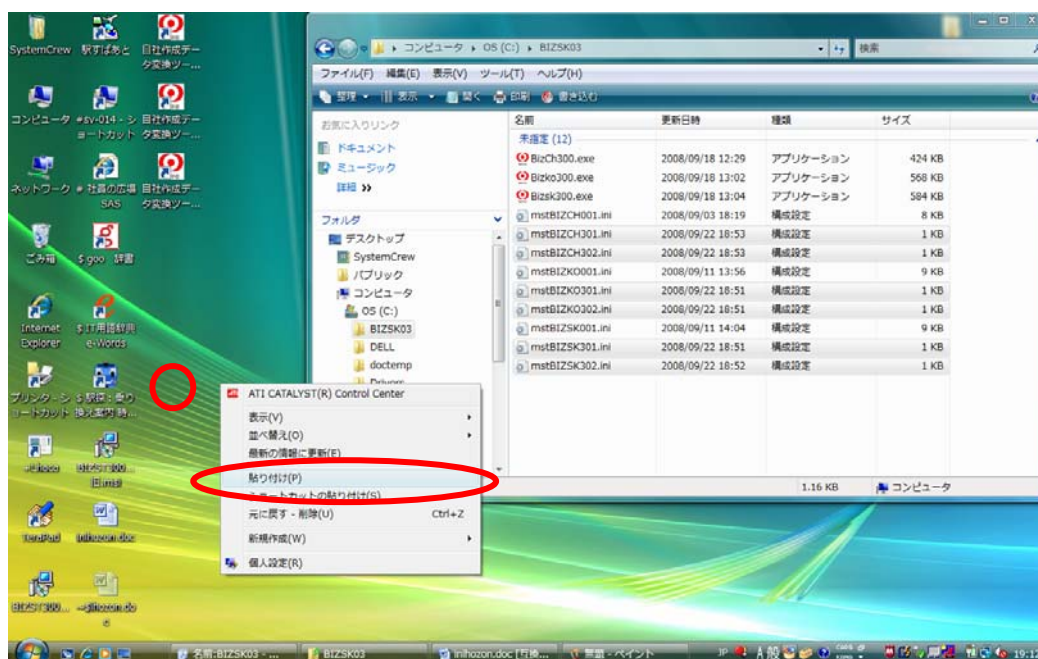 SystemCrew
駅すぱあと
自社作成デー
タ変換ツー...
コンピュータ
#sv-014 - シ
ョートカット
自社作成デー
タ変換ツー...
ネットワーク
# 社員の広場
SAS
自社作成デー
タ変換ツー...
ごみ箱
$ goo 辞書
Internet
Explorer
$ IT用語辞典
e-Words
プリンタ - シ
ョートカット
$ 駅探:乗り
換え案内 時...
BIZST300...
旧.msi
TeraPad
inihozon.doc
BIZST300...
~$inihozon.do
c
コンピュータ ▸ OS (C:) ▸ BIZSK03
検索
ファイル(F) 編集(E) 表示(V) ツール(T) ヘルプ(H)
整理 表示 開く 印刷 書き込む
お気に入りリンク
ドキュメント
ミュージック
詳細 »
フォルダ
デスクトップ
SystemCrew
パブリック
コンピュータ
OS (C:)
BIZSK03
DELL
doctemp
Drivers
名前 更新日時 種類 サイズ
未指定 (12)
BizCh300.exe 2008/09/18 12:29 アプリケーション 424 KB
Bizko300.exe 2008/09/18 13:02 アプリケーション 568 KB
Bizsk300.exe 2008/09/18 13:04 アプリケーション 584 KB
mstBIZCH001.ini 2008/09/03 18:19 構成設定 8 KB
mstBIZCH301.ini 2008/09/22 18:53 構成設定 1 KB
mstBIZCH302.ini 2008/09/22 18:53 構成設定 1 KB
mstBIZKO001.ini 2008/09/11 13:56 構成設定 9 KB
mstBIZKO301.ini 2008/09/22 18:51 構成設定 1 KB
mstBIZKO302.ini 2008/09/22 18:51 構成設定 1 KB
mstBIZSK001.ini 2008/09/11 14:04 構成設定 9 KB
mstBIZSK301.ini 2008/09/22 18:51 構成設定 1 KB
mstBIZSK302.ini 2008/09/22 18:52 構成設定 1 KB
1.16 KB コンピュータ
ATI CATALYST(R) Control Center
表示(V)
並べ替え(O)
最新の情報に更新(E)
貼り付け(P)
ショートカットの貼り付け(S)
元に戻す - 削除(U) Ctrl+Z
新規作成(W)
個人設定(R)
名前:BIZSK03 - ...
BIZSK03
inihozon.doc [互換...
無題 - ペイント
JP
A 般
19:12